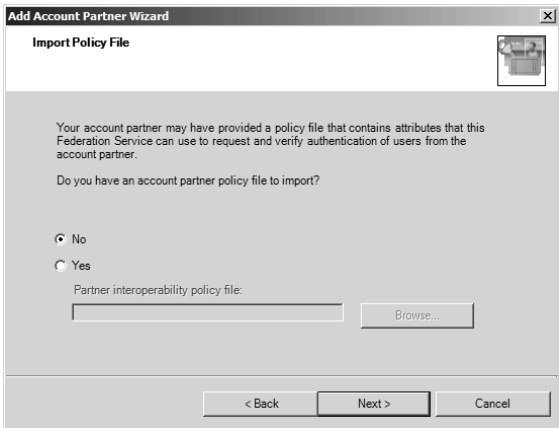 Add Account Partner Wizard
Import Policy File
Your account partner may have provided a policy file that contains attributes that this
Federation Service can use to request and verify authentication of users from the
account partner.
Do you have an account partner policy file to import?
No
Yes
Partner interoperability policy file:
Browse...
< Back
Next >
Cancel